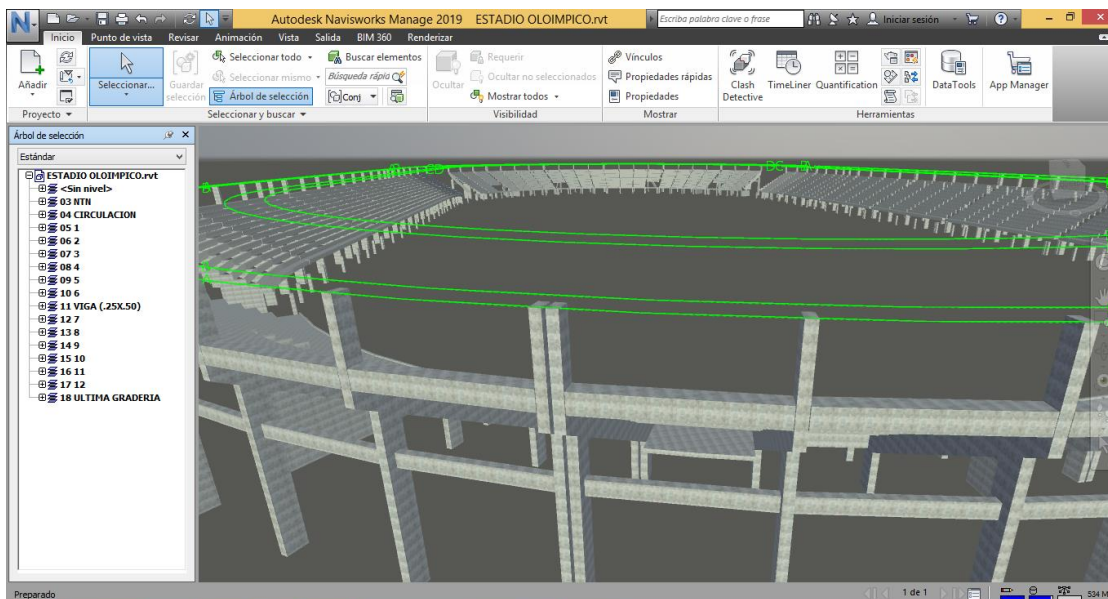 Autodesk Navisworks Manage 2019 ESTADIO OLOIMPICO.rvt
Escriba palabra clave o frase
Iniciar sesión
Inicio Punto de vista Revisar Animación Vista Salida BIM 360 Renderizar
Añadir
Proyecto
Seleccionar...
Guardar selección
Seleccionar todo
Seleccionar mismo
Árbol de selección
Buscar elementos
Búsqueda rápid
Conj
Seleccionar y buscar
Ocultar
Requerir
Ocultar no seleccionados
Mostrar todos
Visibilidad
Vínculos
Propiedades rápidas
Propiedades
Mostrar
Clash Detective
TimeLiner
Quantification
DataTools
App Manager
Herramientas
Árbol de selección
Estándar
ESTADIO OLOIMPICO.rvt
<Sin nivel>
03 NTN
04 CIRCULACION
05 1
06 2
07 3
08 4
09 5
10 6
11 VIGA (.25X.50)
12 7
13 8
14 9
15 10
16 11
17 12
18 ULTIMA GRADERIA
Preparado
1 de 1
534 M